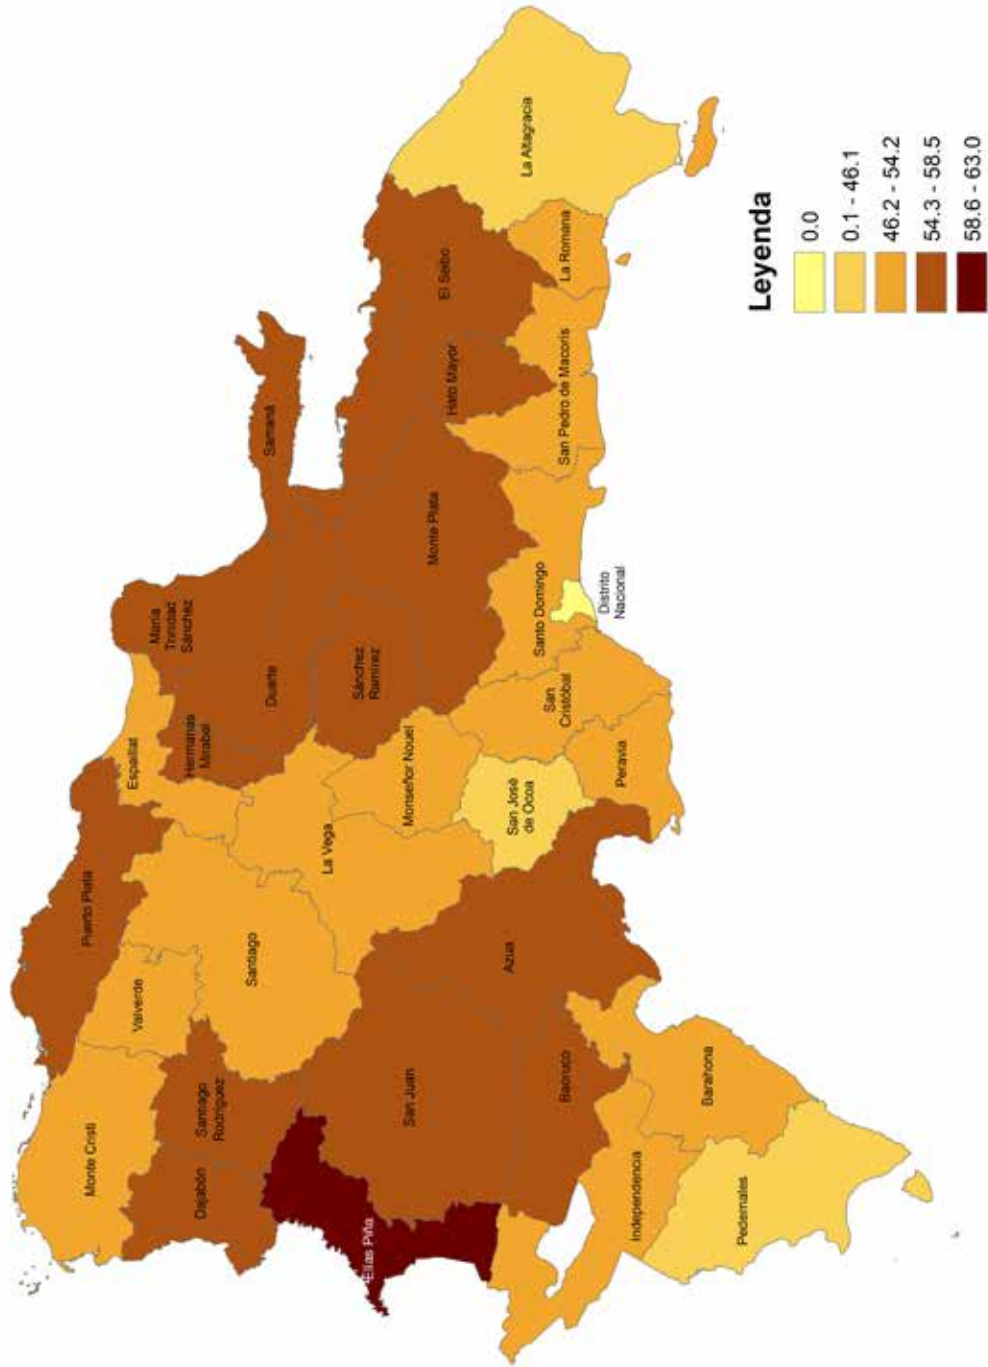 Puerto Plata
Monte Cristi
Valverde
Espaillat
María
Trinidad
Sánchez
Dajabón
Santiago
Rodríguez
Santiago
Hermanas
Mirabal
Duarte
Samaná
Elías Piña
San Juan
La Vega
Sánchez
Ramírez
Monseñor Nouel
Monte Plata
Hato Mayor
El Seibo
La Altagracia
Azua
San José
de Ocoa
San
Cristóbal
Santo Domingo
San Pedro de Macorís
La Romana
Baoruco
Peravia
Distrito
Nacional
Independencia
Barahona
Pedernales
Leyenda
0.0
0.1 - 46.1
46.2 - 54.2
54.3 - 58.5
58.6 - 63.0